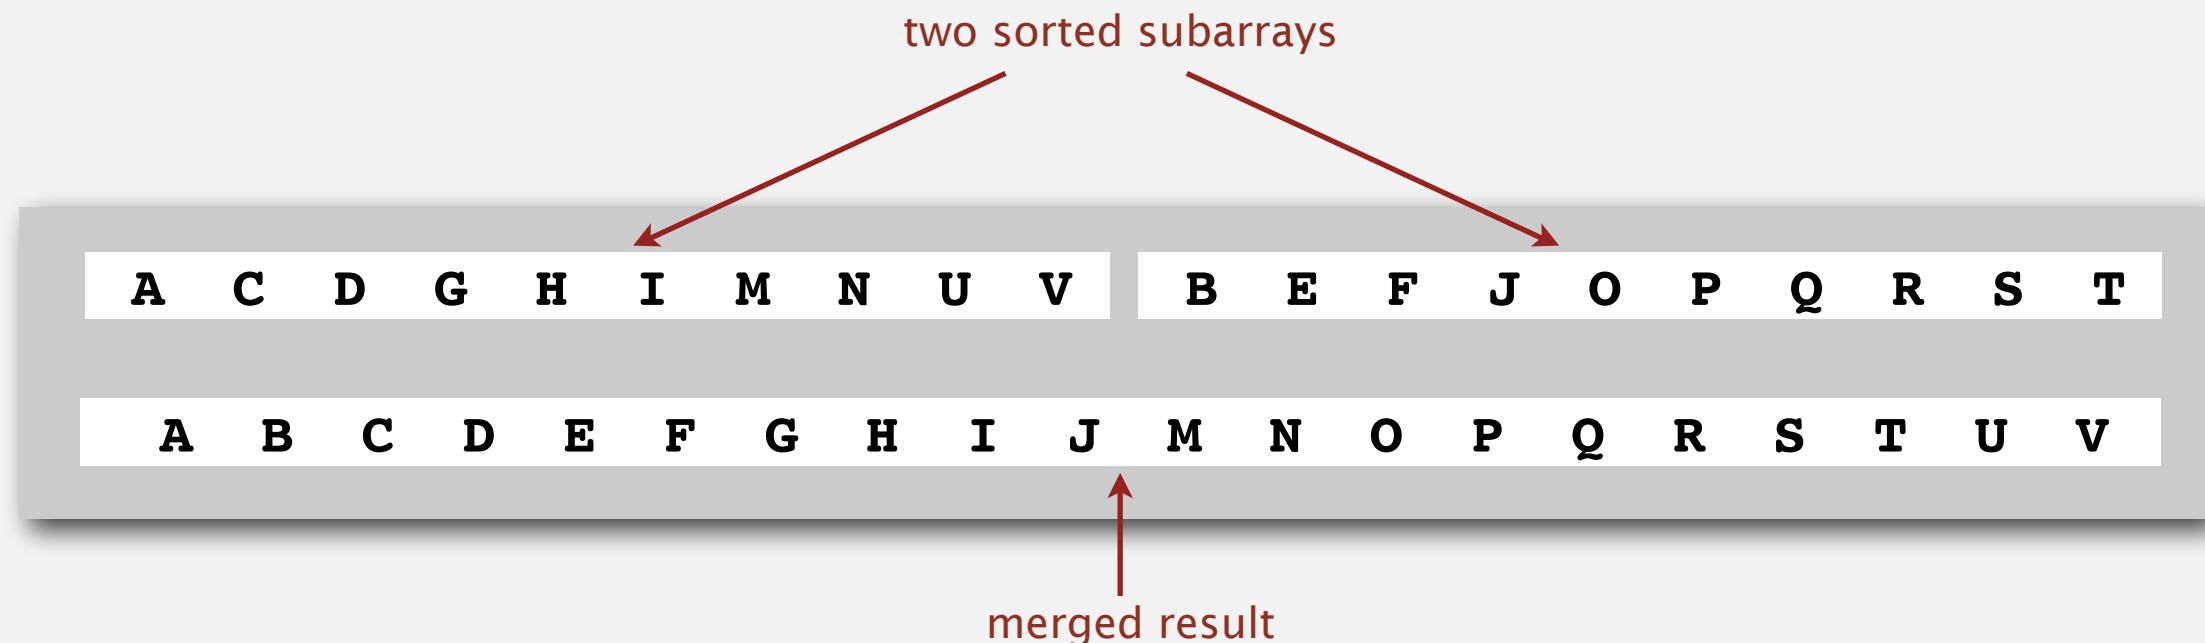 two sorted subarrays
A C D G H I M N U V B E F J O P Q R S T
A B C D E F G H I J M N O P Q R S T U V
merged result